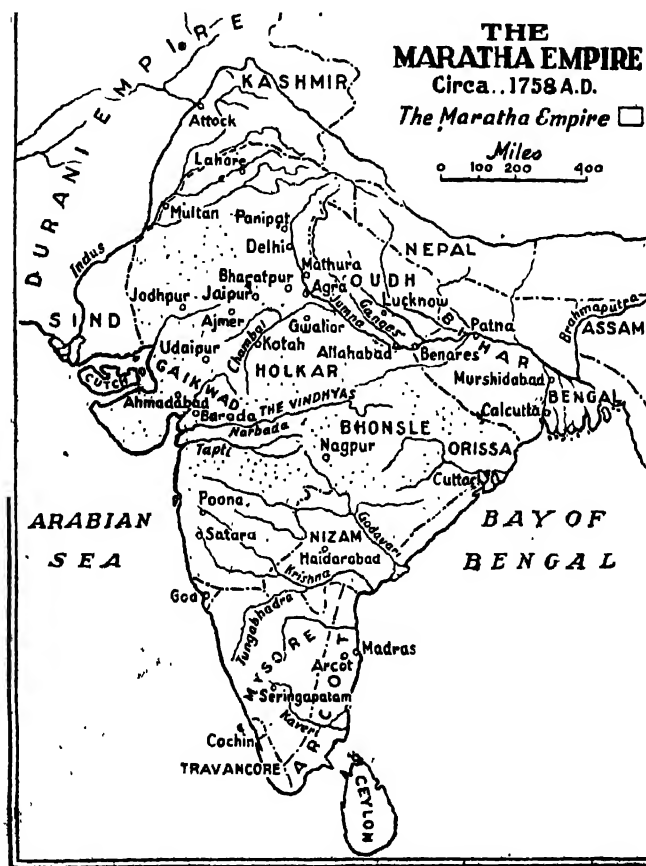 THE
MARATHA EMPIRE
Circa..1758 A.D.
The Maratha Empire
Miles
0 100 200 400
DURANI EMPIRE
KASHMIR
Attock
Lahore
Multan
Panipat
Delhi
NEPAL
Indus
Mathura
OUDH
Bharatpur
Agra
Lucknow
Jodhpur
Jaipur
Ganges
Jumna
Brahmaputra
SIND
Ajmer
Gwalior
BIHAR
Patna
ASSAM
Udaipur
Chambal
Kotah
Allahabad
Benares
CUTCH
GAIKWAD
HOLKAR
Murshidabad
BENGAL
Ahmadabad
Baroda
THE VINDHYAS
Calcutta
Narbada
BHONSLE
Tapti
Nagpur
ORISSA
Cuttack
Poona
Godavari
ARABIAN
SEA
BAY OF
BENGAL
Satara
NIZAM
Haidarabad
Krishna
Goa
Tungabhadra
MYSORE
Madras
Arcot
ARCOT
Seringapatam
Kaveri
Cochin
TRAVANCORE
CEYLON